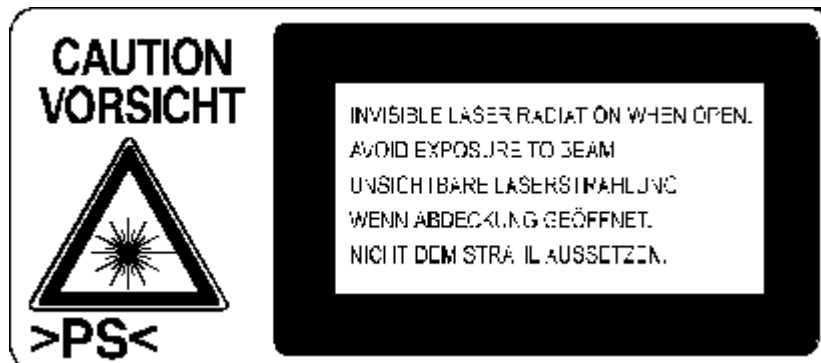 CAUTION
VORSICHT
>PS<
INVISIBLE LASER RADIATION WHEN OPEN.
AVOID EXPOSURE TO BEAM
UNSICHTBARE LASERSTRAHLUNG
WENN ABDECKUNG GEÖFFNET.
NICHT DEM STRAHL AUSSETZEN.